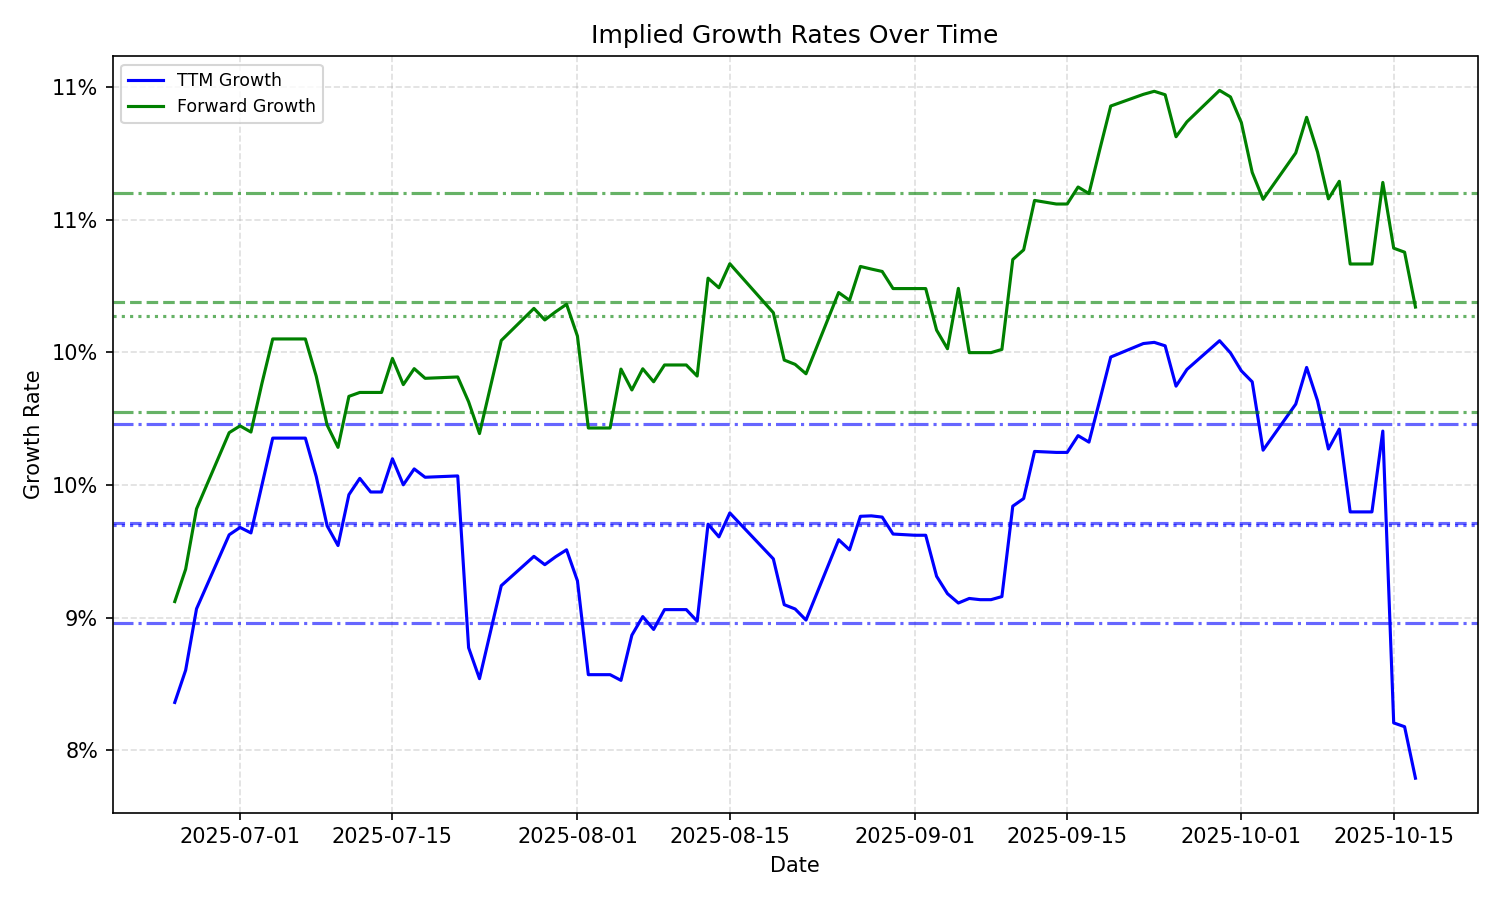 Implied Growth Rates Over Time
TTM Growth
Forward Growth
11%
11%
10%
10%
9%
8%
Growth Rate
2025-07-01
2025-07-15
2025-08-01
2025-08-15
2025-09-01
2025-09-15
2025-10-01
2025-10-15
Date